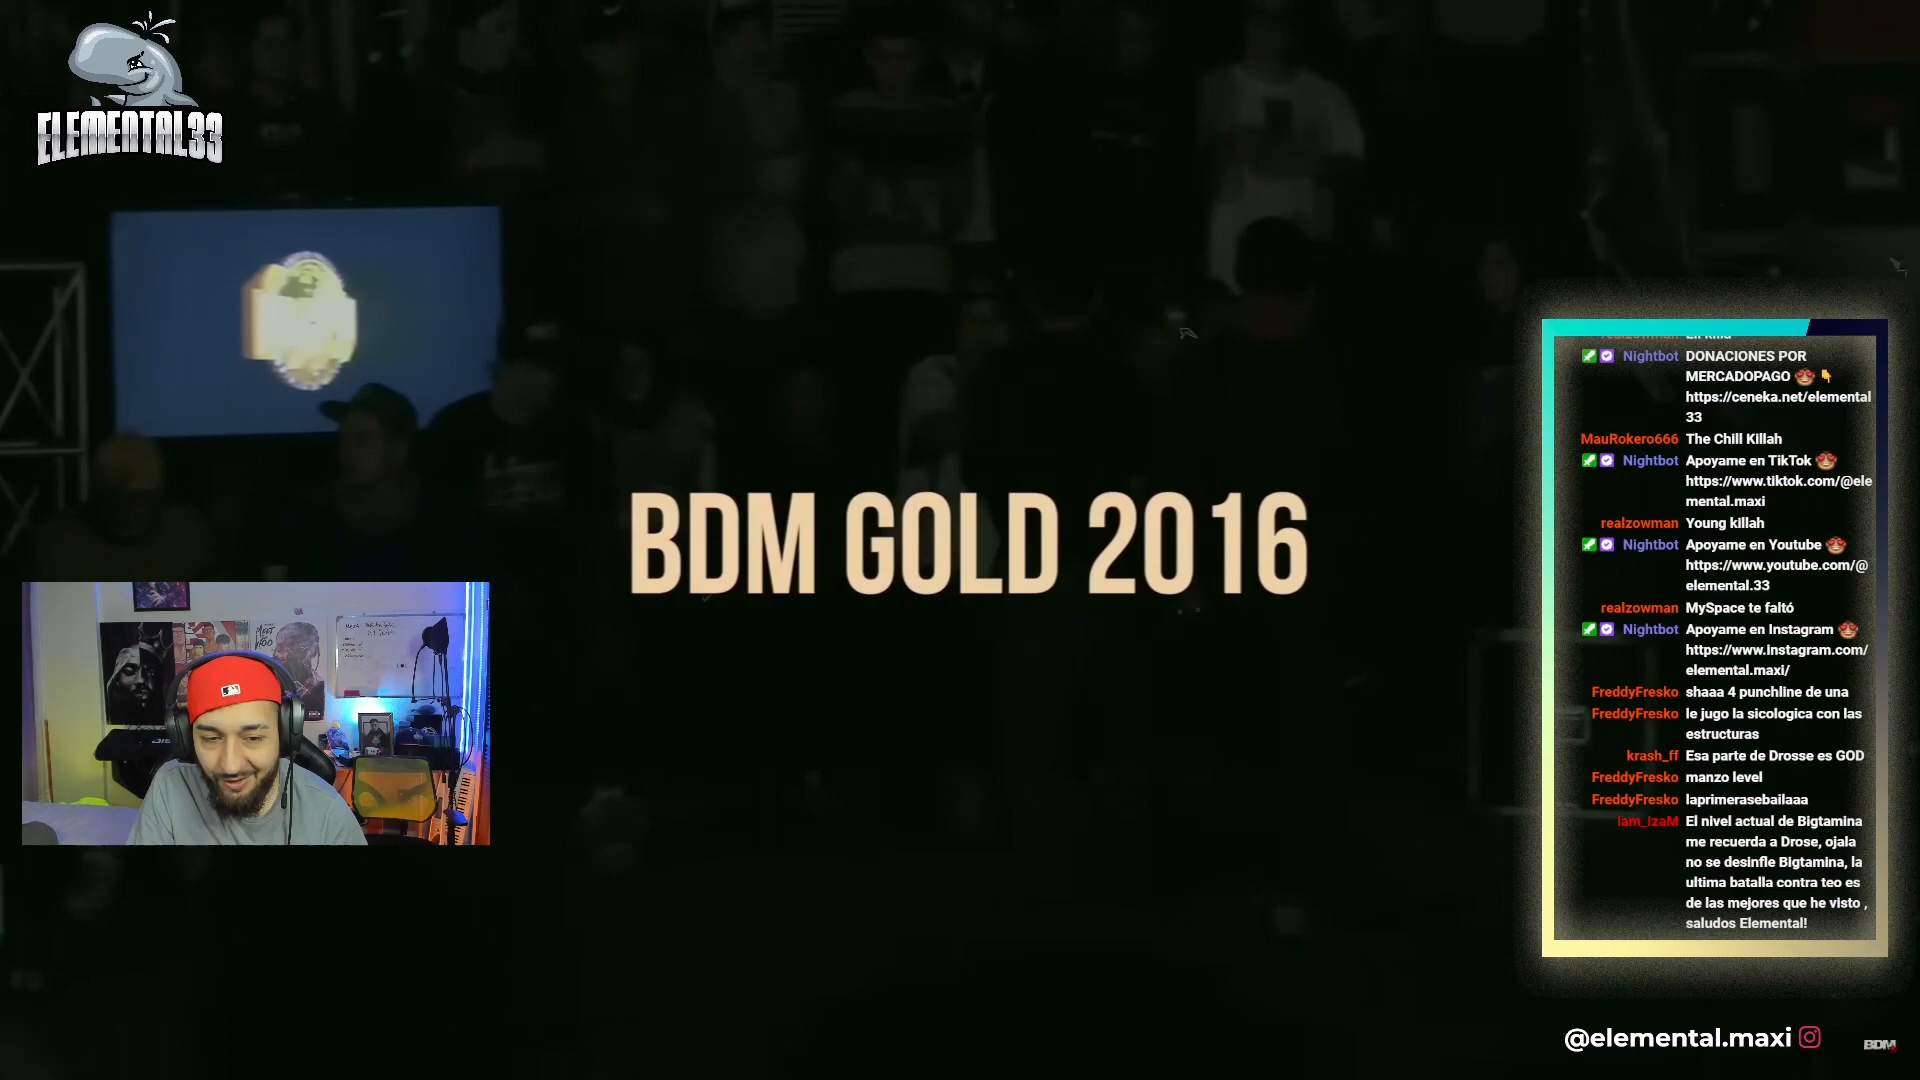 ELEMENTAL33
BDM GOLD 2016
Nightbot DONACIONES POR
MERCADOPAGO
https://ceneka.net/elemental
33
MauRokero666 The Chill Killah
Nightbot Apoyame en TikTok
https://www.tiktok.com/@ele
mental.maxi
realzowman Young killah
Nightbot Apoyame en Youtube
https://www.youtube.com/@
elemental.33
realzowman MySpace te faltó
Nightbot Apoyame en Instagram
https://www.instagram.com/
elemental.maxi/
FreddyFresko shaaa 4 punchline de una
FreddyFresko le jugo la sicologica con las
estructuras
krash_ff Esa parte de Drosse es GOD
FreddyFresko manzo level
FreddyFresko laprimerasebailaaa
Iam_IzaM El nivel actual de Bigtamina
me recuerda a Drose, ojala
no se desinfle Bigtamina, la
ultima batalla contra teo es
de las mejores que he visto ,
saludos Elemental!
@elemental.maxi
BDM